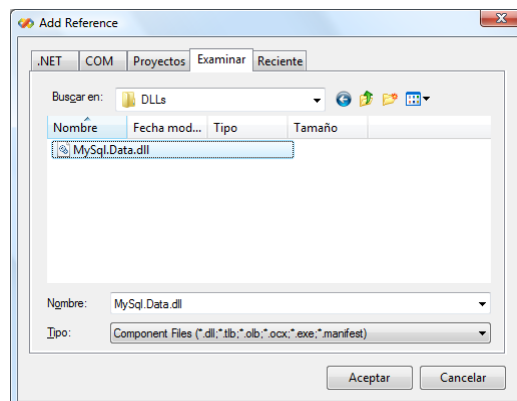 Add Reference
.NET COM Proyectos Examinar Reciente
Buscar en: DLLs
Nombre Fecha mod... Tipo Tamaño
MySql.Data.dll
Nombre: MySql.Data.dll
Tipo: Component Files (*.dll;*.tlb;*.olb;*.ocx;*.exe;*.manifest)
Aceptar Cancelar